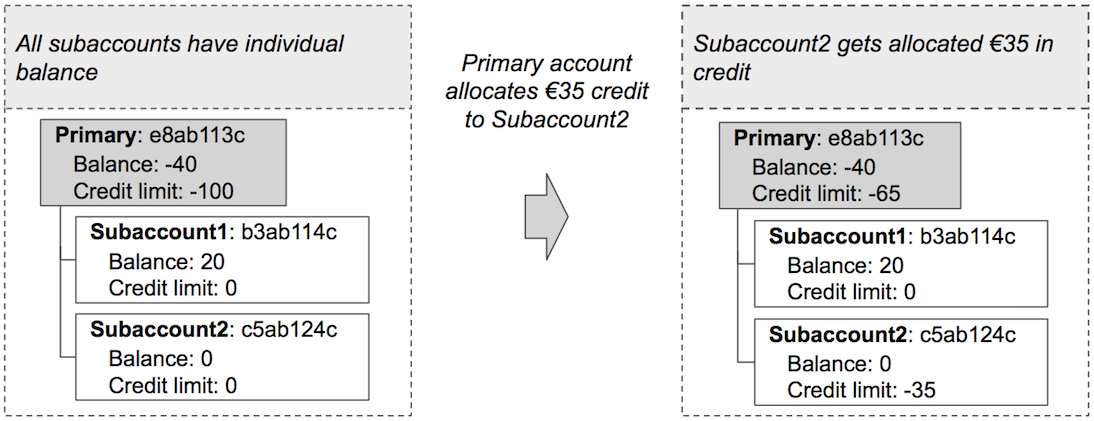 All subaccounts have individual
balance
Primary: e8ab113c
Balance: -40
Credit limit: -100
Subaccount1: b3ab114c
Balance: 20
Credit limit: 0
Subaccount2: c5ab124c
Balance: 0
Credit limit: 0
Primary account
allocates €35 credit
to Subaccount2
Subaccount2 gets allocated €35 in
credit
Primary: e8ab113c
Balance: -40
Credit limit: -65
Subaccount1: b3ab114c
Balance: 20
Credit limit: 0
Subaccount2: c5ab124c
Balance: 0
Credit limit: -35